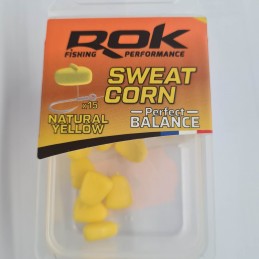 ROK
FISHING PERFORMANCE
SWEAT
CORN
x15
NATURAL
YELLOW
Perfect
BALANCE